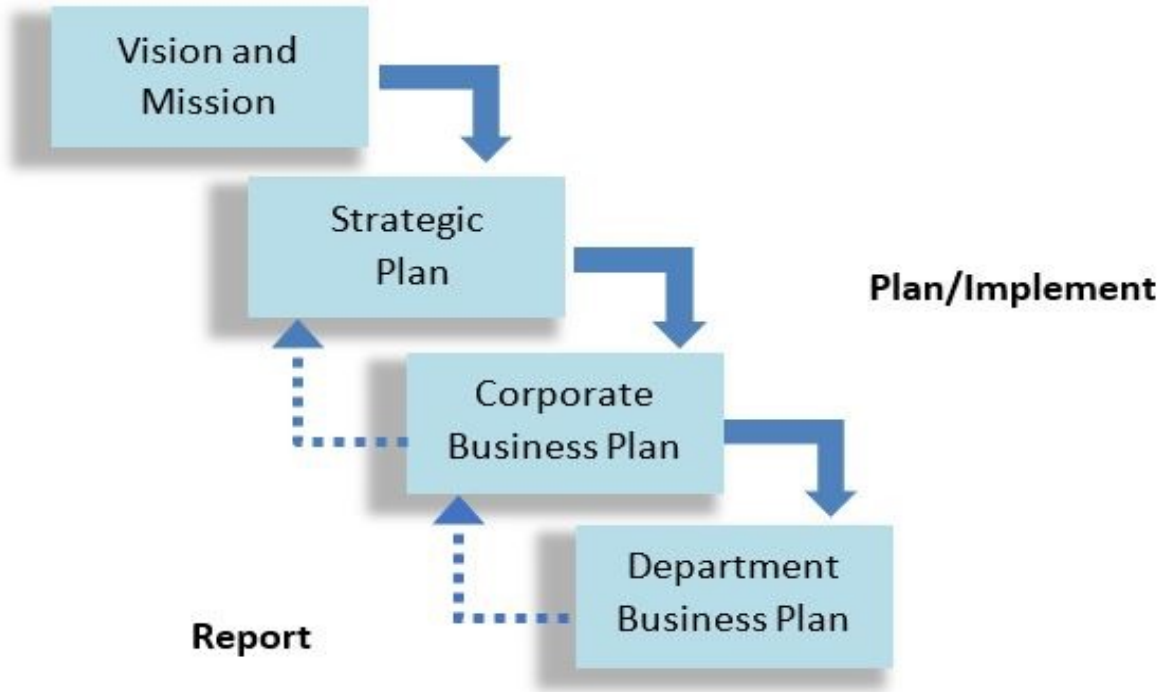 Vision and
Mission
Strategic
Plan
Plan/Implement
Corporate
Business Plan
Department
Business Plan
Report